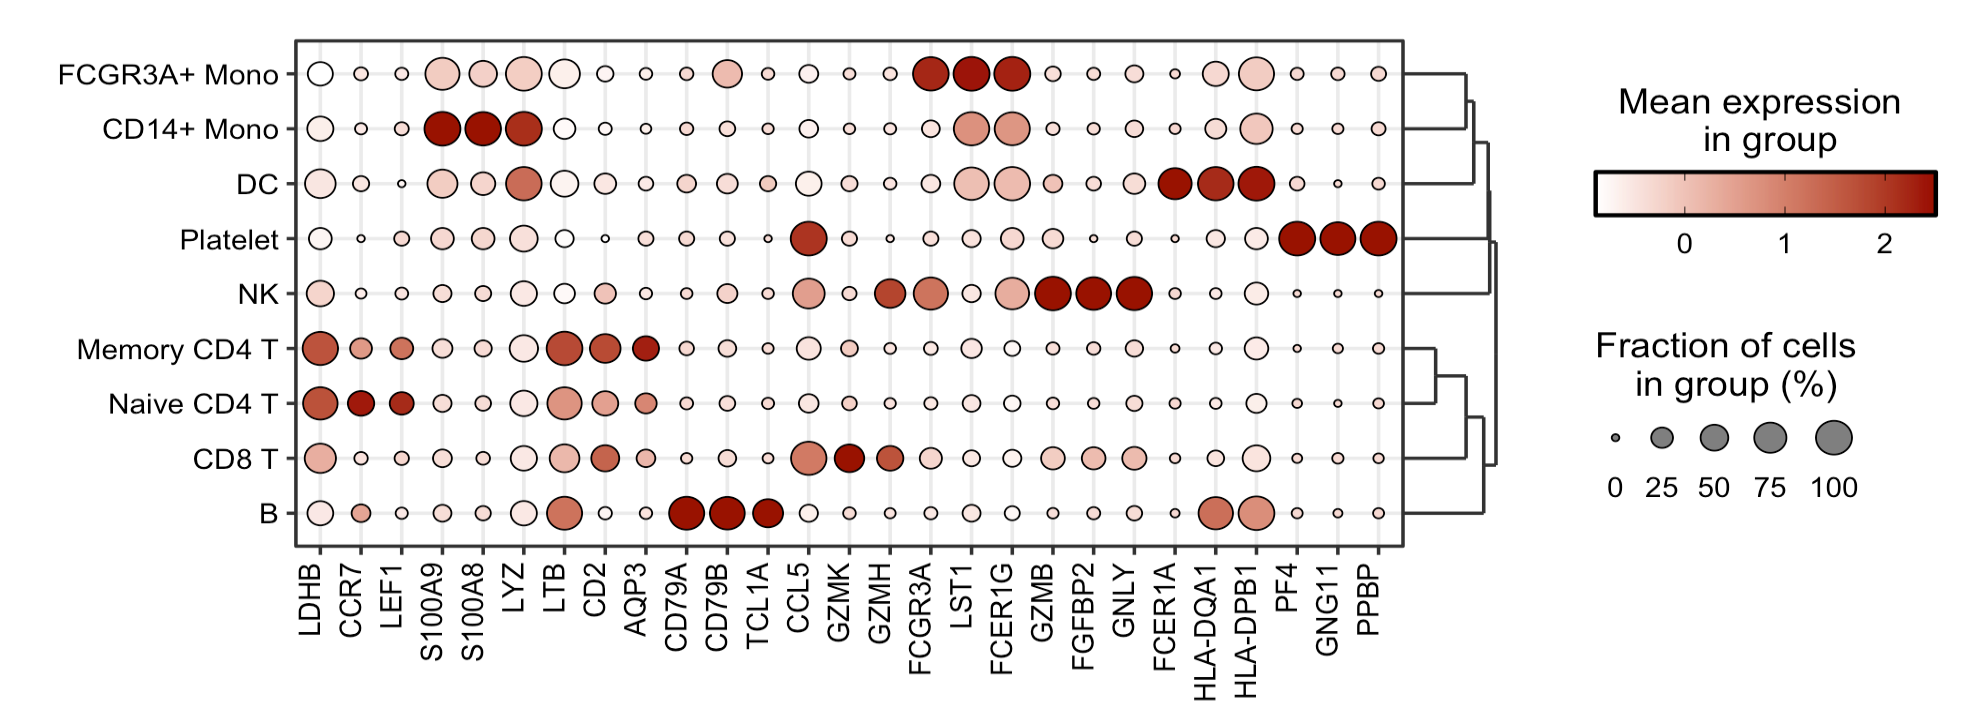 FCGR3A+ Mono
CD14+ Mono
DC
Platelet
NK
Memory CD4 T
Naive CD4 T
CD8 T
B
LDHB
CCR7
LEF1
S100A9
S100A8
LYZ
LTB
CD2
AQP3
CD79A
CD79B
TCL1A
CCL5
GZMK
GZMH
FCGR3A
LST1
FCER1G
GZMB
FGFBP2
GNLY
FCER1A
HLA-DQA1
HLA-DPB1
PF4
GNG11
PPBP
Mean expression
in group
0 1 2
Fraction of cells
in group (%)
0 25 50 75 100